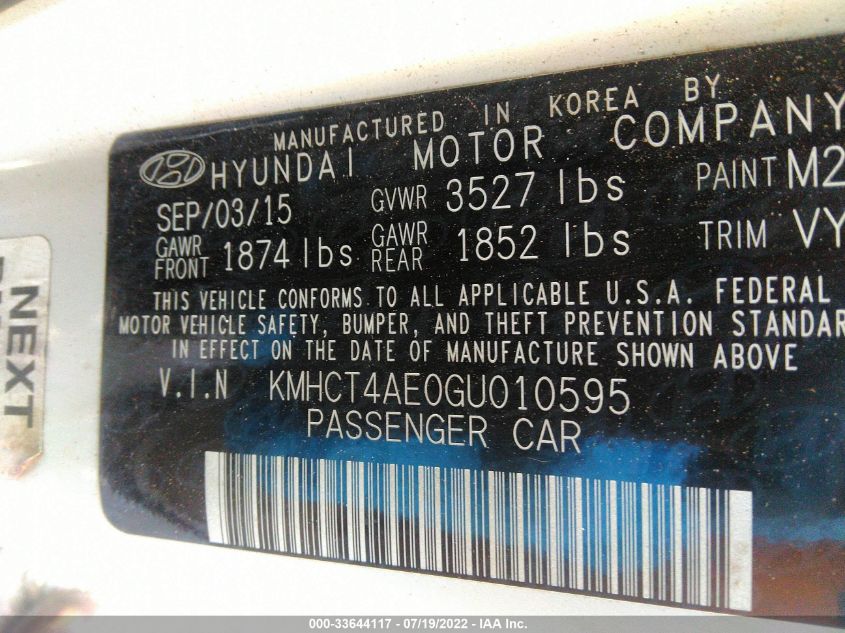 MANUFACTURED IN KOREA BY
HYUNDAI MOTOR COMPANY
SEP/03/15 GVWR 3527 lbs PAINT M2
GAWR FRONT 1874 lbs GAWR REAR 1852 lbs TRIM VY
THIS VEHICLE CONFORMS TO ALL APPLICABLE U.S.A. FEDERAL
MOTOR VEHICLE SAFETY, BUMPER, AND THEFT PREVENTION STANDAR
IN EFFECT ON THE DATE OF MANUFACTURE SHOWN ABOVE
V.I.N KMHCT4AE0GU010595
PASSENGER CAR
NEXT
000-33644117 - 07/19/2022 - IAA Inc.